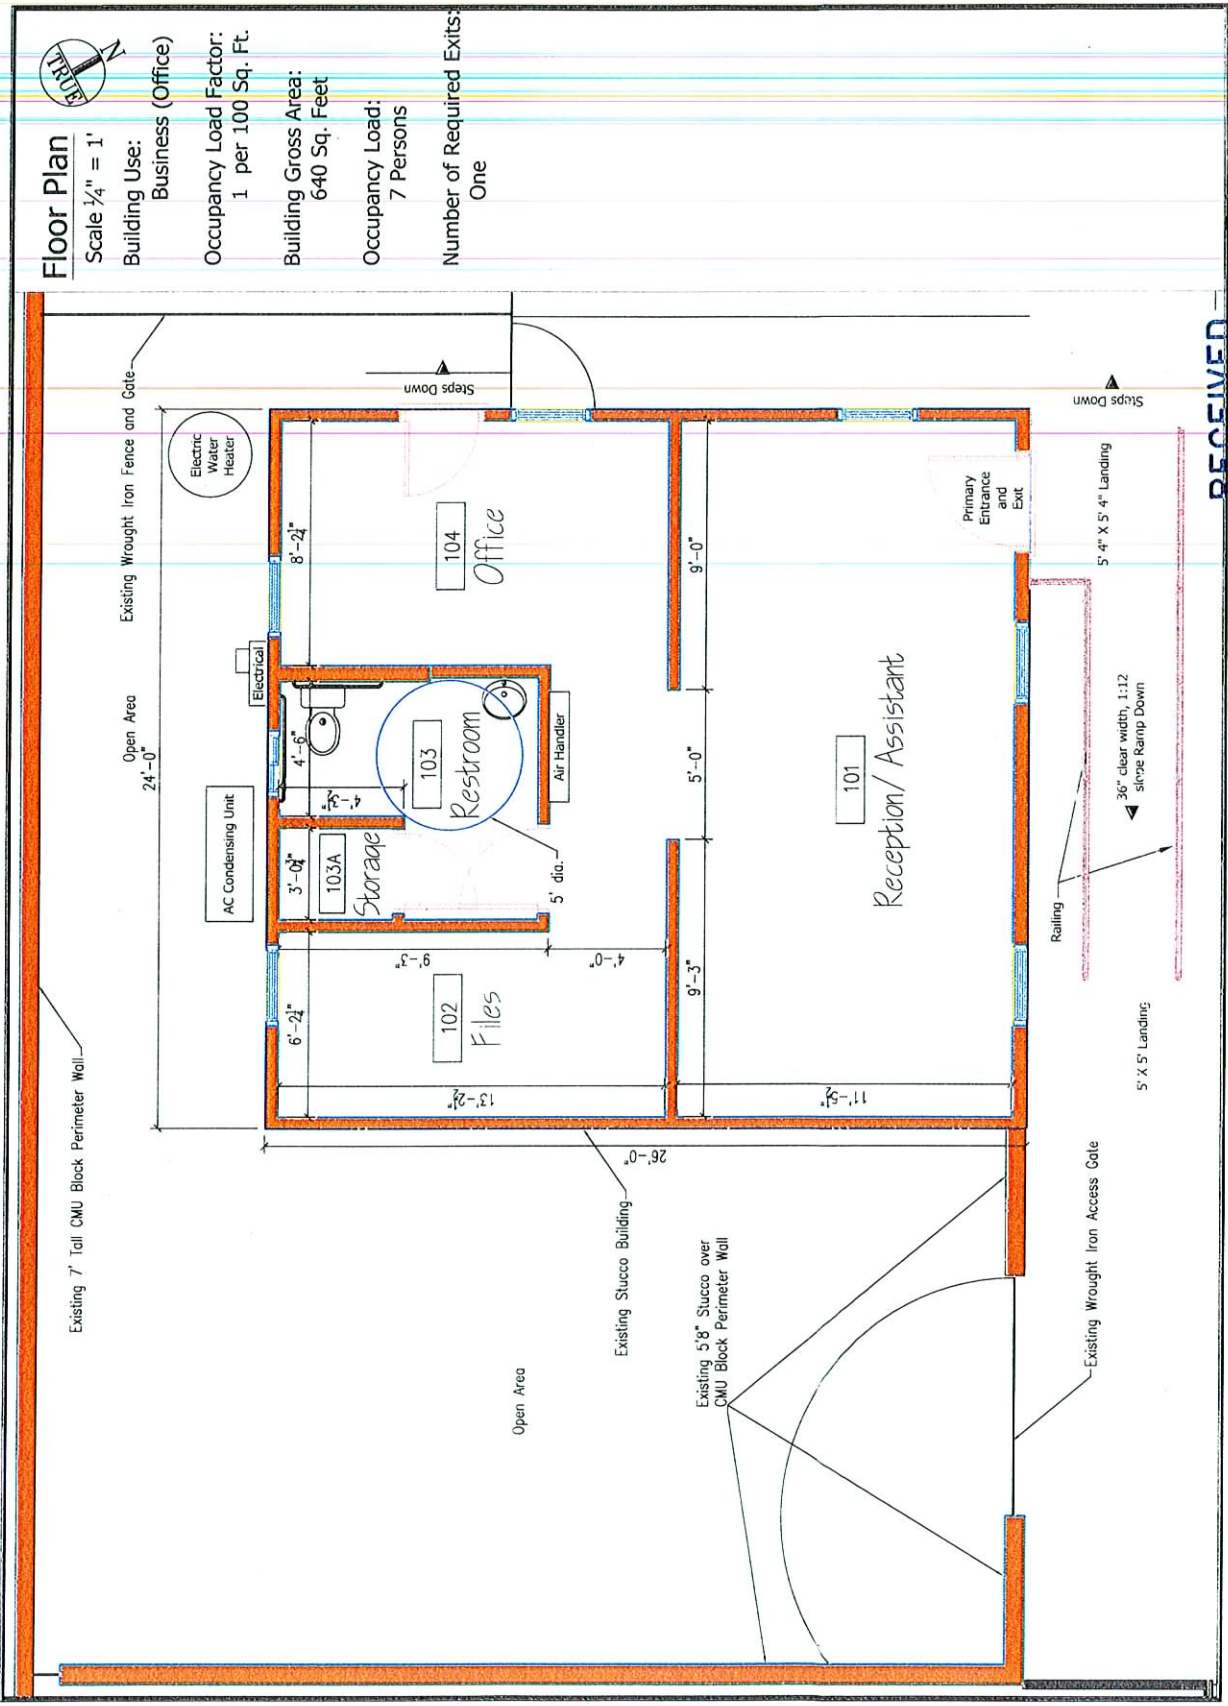 Floor Plan
Scale ¼" = 1'
TRUE
N
Building Use:
Business (Office)
Occupancy Load Factor:
1 per 100 Sq. Ft.
Building Gross Area:
640 Sq. Feet
Occupancy Load:
7 Persons
Number of Required Exits:
One
Existing 7' Tall CMU Block Perimeter Wall
Open Area
24'-0"
Existing Wrought Iron Fence and Gate
AC Condensing Unit
Electrical
Electric
Water
Heater
6'-2¼"
3'-0¾"
4'-6"
8'-2¼"
4'-3½"
103A
Storage
103
Restroom
9'-3"
102
Files
104
Office
Steps Down
13'-2½"
4'-0"
5' dia.
Air Handler
9'-3"
5'-0"
9'-0"
26'-0"
Existing Stucco Building
Open Area
Existing 5'8" Stucco over
CMU Block Perimeter Wall
11'-5½"
101
Reception/ Assistant
Primary
Entrance
and
Exit
Steps Down
Existing Wrought Iron Access Gate
Railing
5' X 5' Landing
36" clear width, 1:12
slope Ramp Down
5' 4" X 5' 4" Landing
RECEIVED